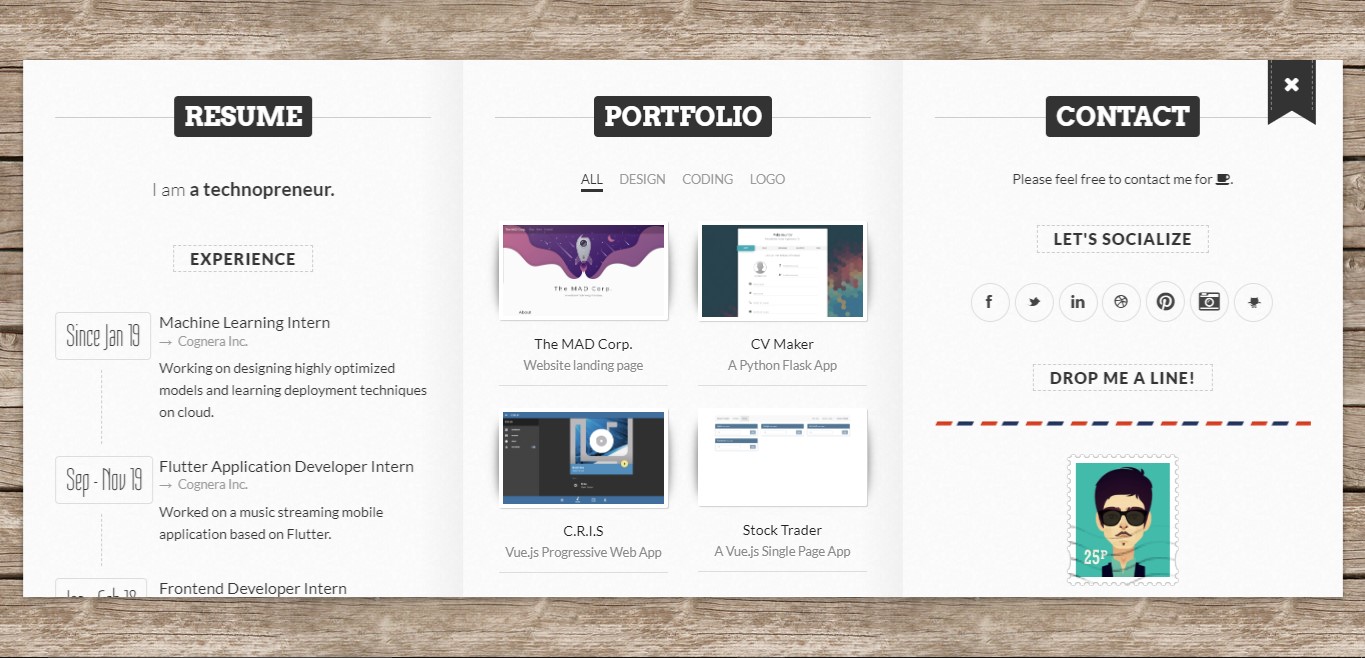 RESUME
I am a technopreneur.
EXPERIENCE
Since Jan 19
Machine Learning Intern
→ Cognera Inc.
Working on designing highly optimized
models and learning deployment techniques
on cloud.
Sep - Nov 19
Flutter Application Developer Intern
→ Cognera Inc.
Worked on a music streaming mobile
application based on Flutter.
Frontend Developer Intern
PORTFOLIO
ALL DESIGN CODING LOGO
The MAD Corp.
About
The MAD Corp.
Website landing page
CV Maker
A Python Flask App
C.R.I.S
Vue.js Progressive Web App
Stock Trader
A Vue.js Single Page App
CONTACT
Please feel free to contact me for .
LET'S SOCIALIZE
DROP ME A LINE!
25P